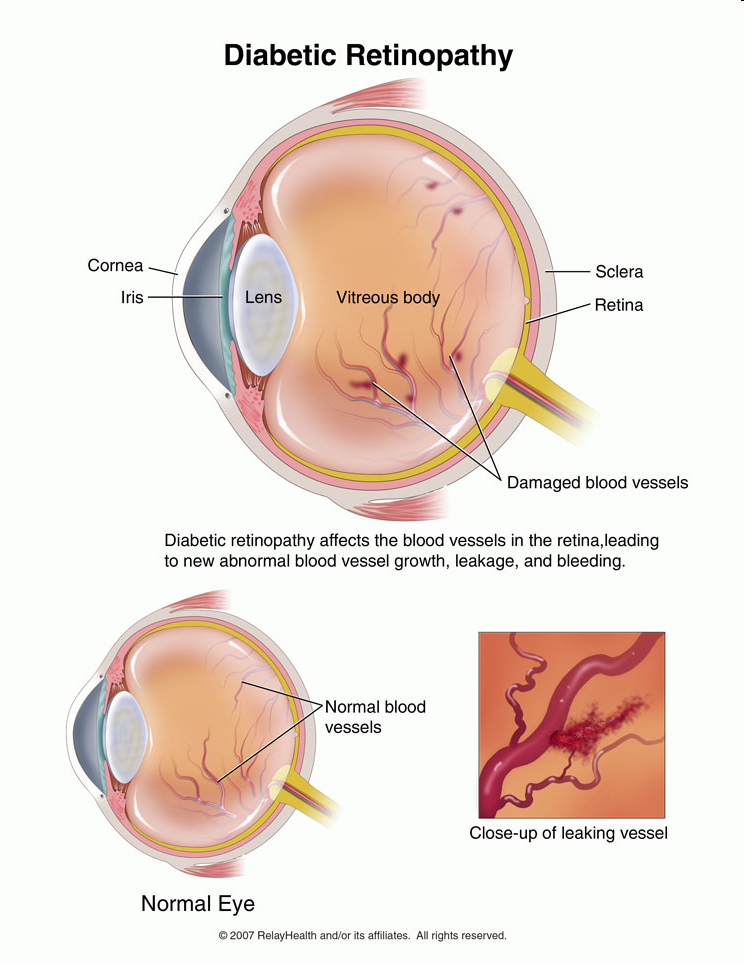 Diabetic Retinopathy
Cornea
Iris
Lens
Vitreous body
Sclera
Retina
Damaged blood vessels
Diabetic retinopathy affects the blood vessels in the retina,leading
to new abnormal blood vessel growth, leakage, and bleeding.
Normal blood
vessels
Close-up of leaking vessel
Normal Eye
© 2007 RelayHealth and/or its affiliates. All rights reserved.